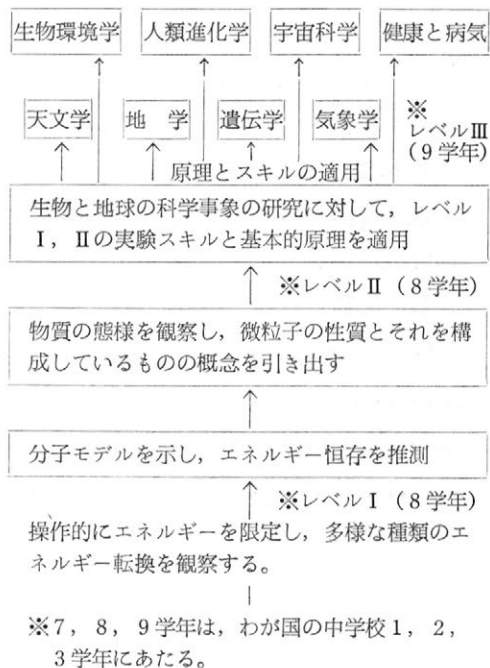 生物環境学 人類進化学 宇宙科学 健康と病気
天文学 地 学 遺伝学 気象学 ※
レベルⅢ
(9学年)
原理とスキルの適用
生物と地球の科学事象の研究に対して,レベル
Ⅰ,Ⅱの実験スキルと基本的原理を適用
※レベルⅡ(8学年)
物質の態様を観察し,微粒子の性質とそれを構
成しているものの概念を引き出す
分子モデルを示し,エネルギー恒存を推測
※レベルⅠ(8学年)
操作的にエネルギーを限定し,多様な種類のエ
ネルギー転換を観察する。
※7,8,9学年は,わが国の中学校1,2,
3学年にあたる。